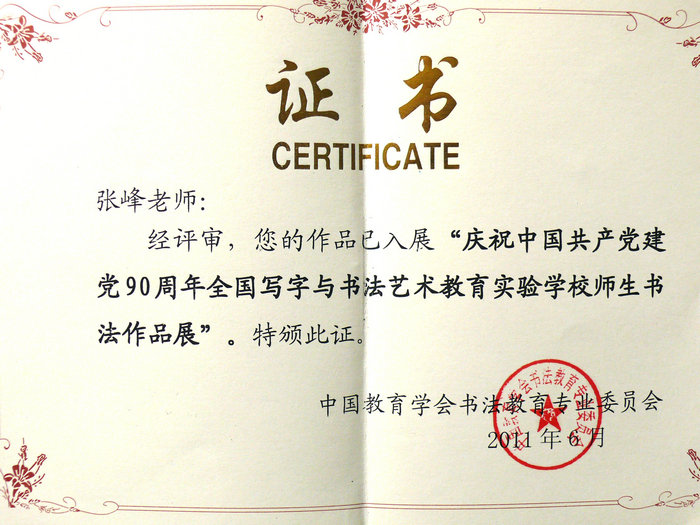 证书
CERTIFICATE
张峰老师:
经评审，您的作品已入展“庆祝中国共产党建
党90周年全国写字与书法艺术教育实验学校师生书
法作品展”。特颁此证。
中国教育学会书法教育专业委员会
2011年6月